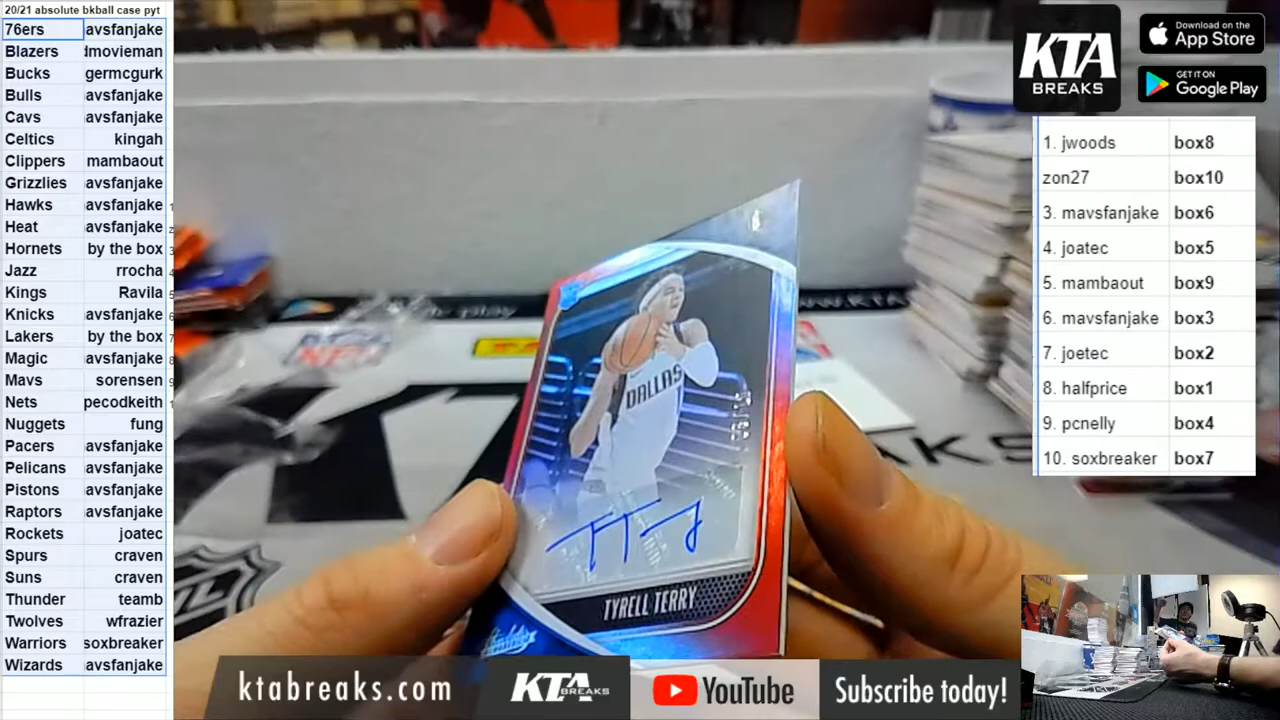 20/21 absolute bkball case pyt
76ers avsfanjake
Blazers dmovieman
Bucks germcgurk
Bulls avsfanjake
Cavs avsfanjake
Celtics kingah
Clippers mambaout
Grizzlies avsfanjake
Hawks avsfanjake
Heat avsfanjake
Hornets by the box
Jazz rrocha
Kings Ravila
Knicks avsfanjake
Lakers by the box
Magic avsfanjake
Mavs sorensen
Nets pecodkeith
Nuggets fung
Pacers avsfanjake
Pelicans avsfanjake
Pistons avsfanjake
Raptors avsfanjake
Rockets joatec
Spurs craven
Suns craven
Thunder teamb
Twolves wfrazier
Warriors soxbreaker
Wizards avsfanjake
KTA
BREAKS
Download on the
App Store
GET IT ON
Google Play
1. jwoods box8
zon27 box10
3. mavsfanjake box6
4. joatec box5
5. mambaout box9
6. mavsfanjake box3
7. joetec box2
8. halfprice box1
9. pcnelly box4
10. soxbreaker box7
DALLAS
TYRELL TERRY
NHL
ktabreaks.com
KTA
BREAKS
YouTube
Subscribe today!